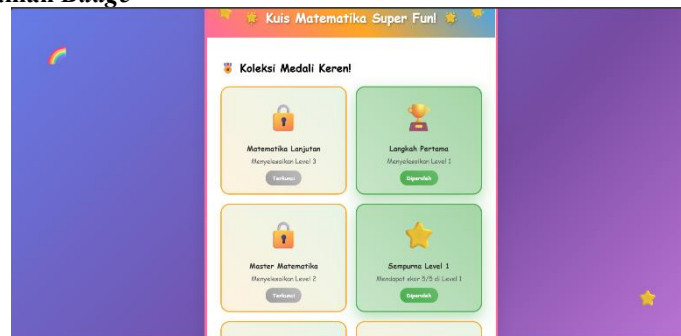 Kuis Matematika Super Fun!
Koleksi Medali Keren!
Matematika Lanjutan
Menyelesaikan Level 3
Terkunci
Langkah Pertama
Menyelesaikan Level 1
Diperoleh
Master Matematika
Menyelesaikan Level 2
Terkunci
Sempurna Level 1
Mendapat skor 5/5 di Level 1
Diperoleh